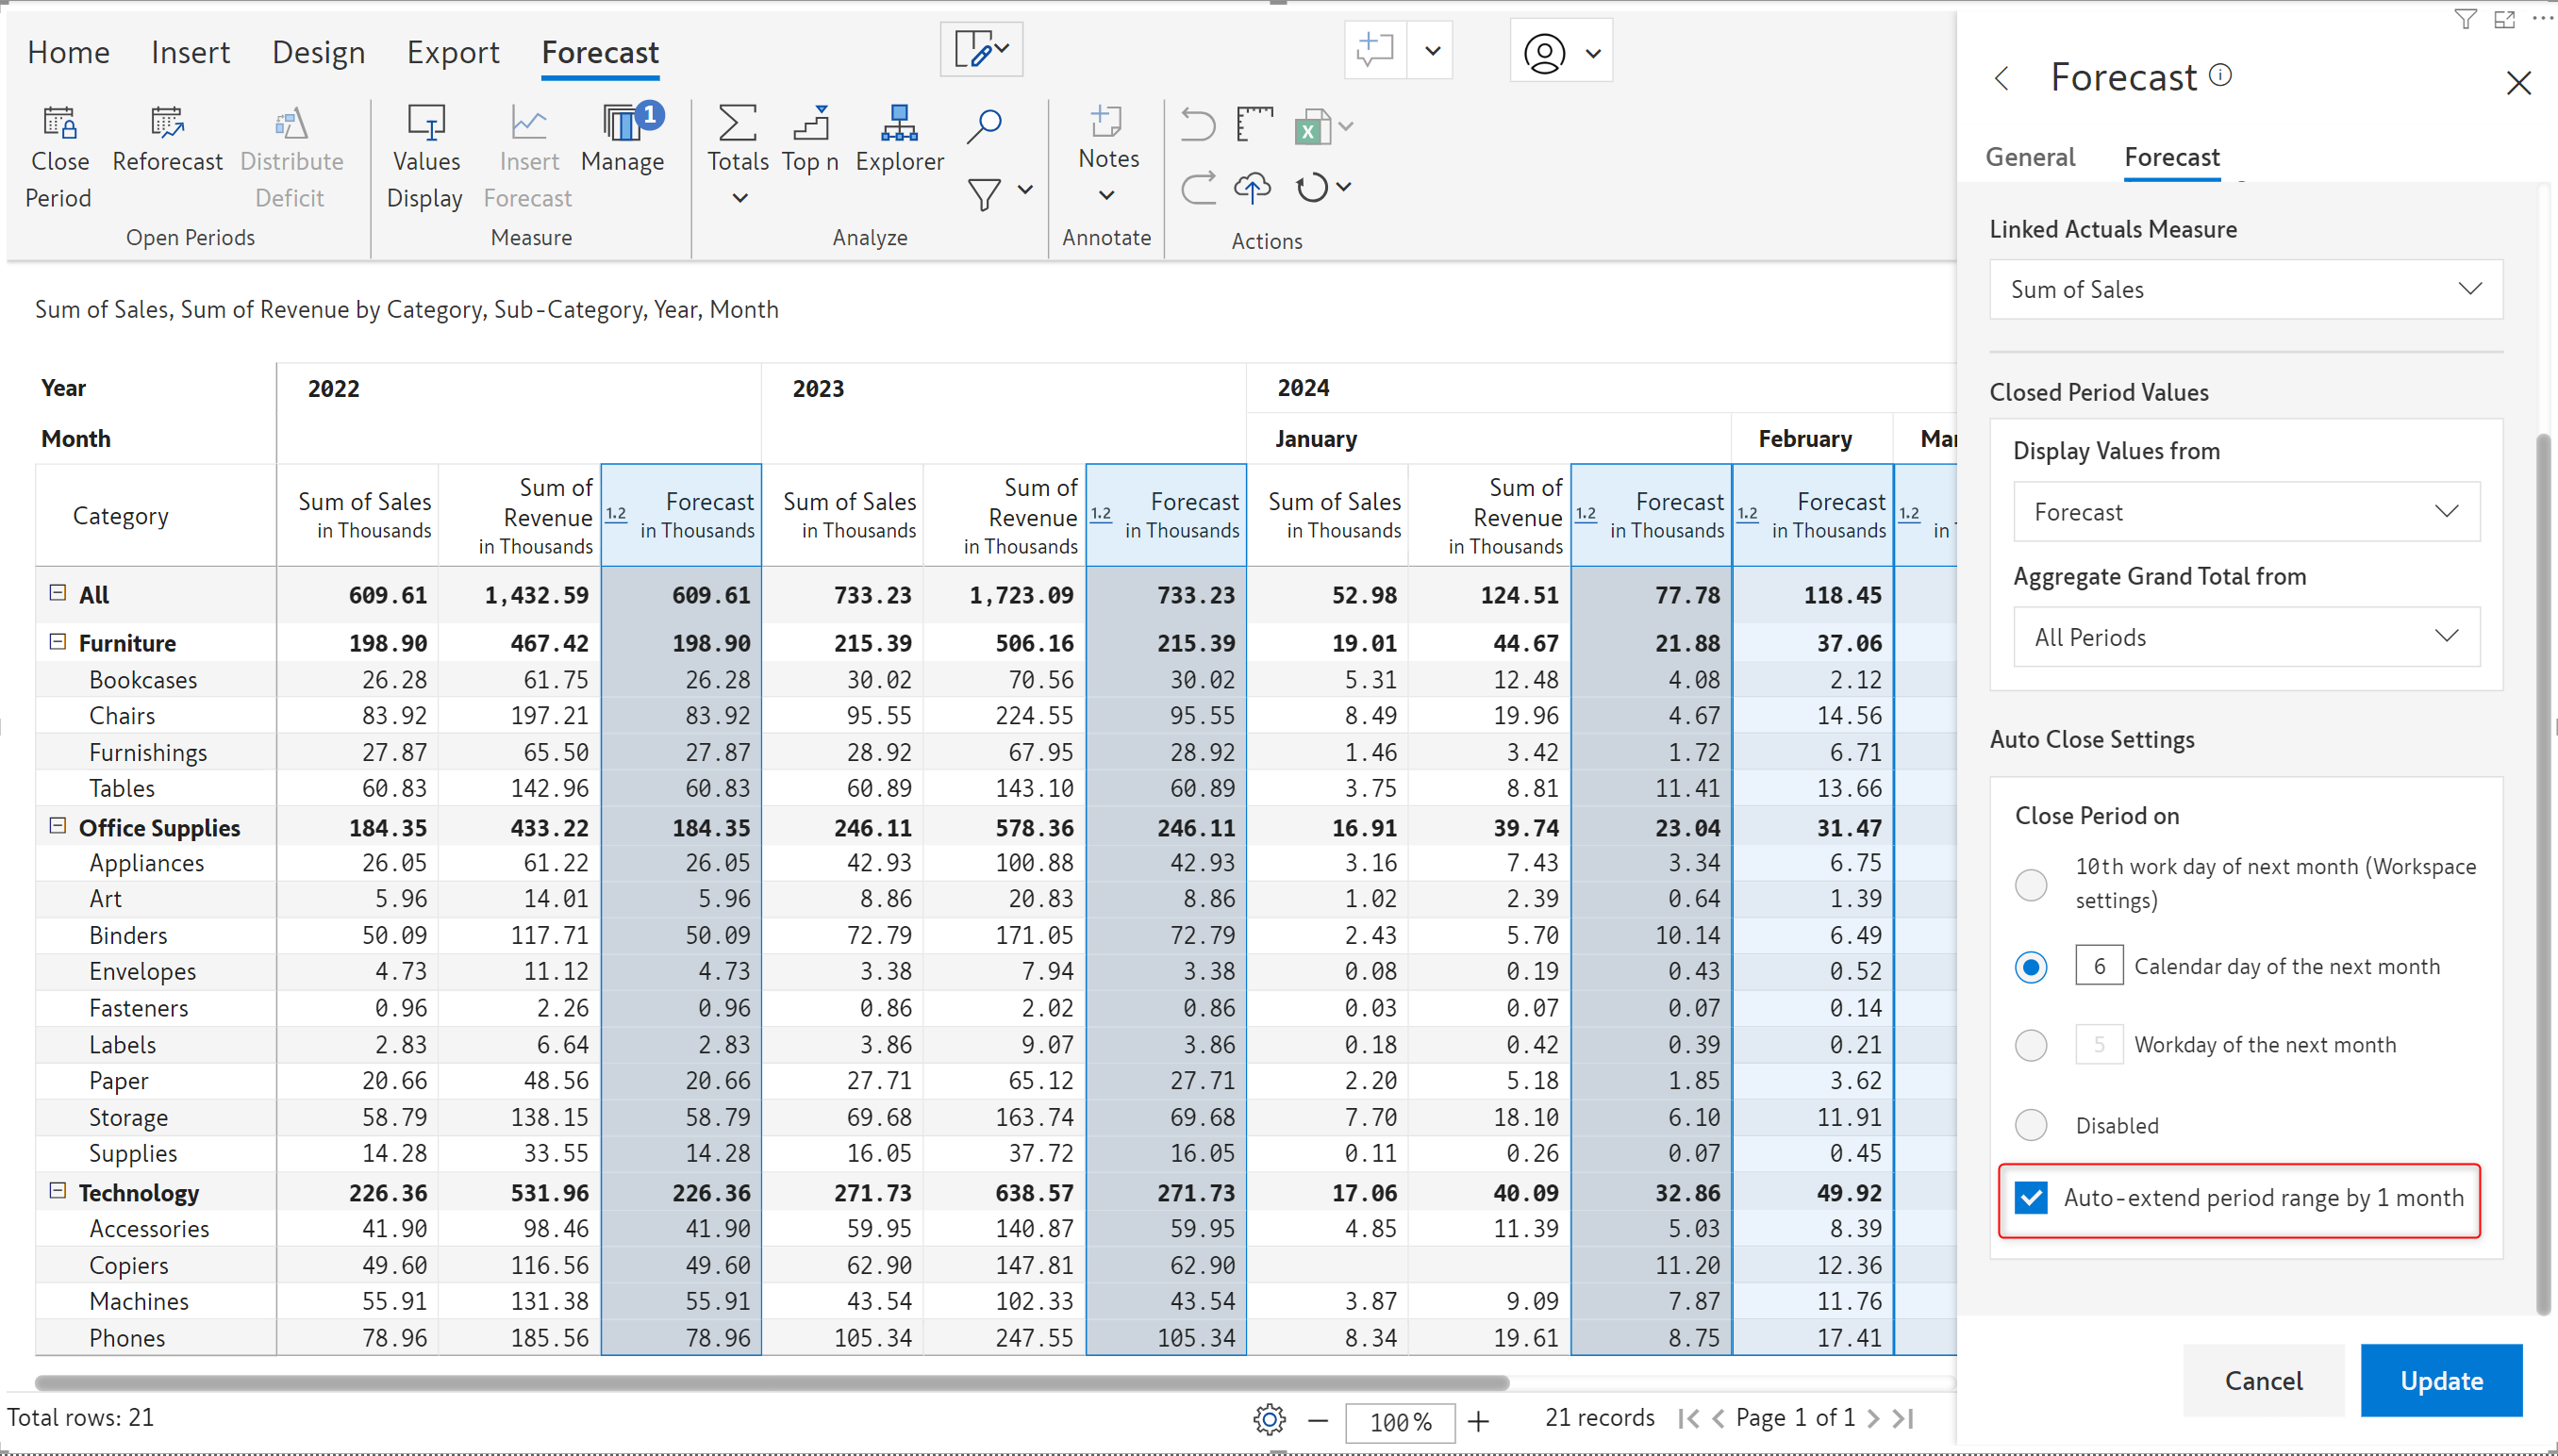 Home Insert Design Export Forecast
Close Period
Reforecast
Distribute Deficit
Open Periods
Values Display
Insert Forecast
Manage
1
Measure
Totals
Top n
Explorer
Analyze
Notes
Annotate
Actions
Sum of Sales, Sum of Revenue by Category, Sub-Category, Year, Month
Year 2022 2023 2024
Month January February
Category
Sum of Sales in Thousands
Sum of Revenue in Thousands
1.2 Forecast in Thousands
Sum of Sales in Thousands
Sum of Revenue in Thousands
1.2 Forecast in Thousands
Sum of Sales in Thousands
Sum of Revenue in Thousands
1.2 Forecast in Thousands
1.2 Forecast in Thousands
1.2 in
All 609.61 1,432.59 609.61 733.23 1,723.09 733.23 52.98 124.51 77.78 118.45
Furniture 198.90 467.42 198.90 215.39 506.16 215.39 19.01 44.67 21.88 37.06
Bookcases 26.28 61.75 26.28 30.02 70.56 30.02 5.31 12.48 4.08 2.12
Chairs 83.92 197.21 83.92 95.55 224.55 95.55 8.49 19.96 4.67 14.56
Furnishings 27.87 65.50 27.87 28.92 67.95 28.92 1.46 3.42 1.72 6.71
Tables 60.83 142.96 60.83 60.89 143.10 60.89 3.75 8.81 11.41 13.66
Office Supplies 184.35 433.22 184.35 246.11 578.36 246.11 16.91 39.74 23.04 31.47
Appliances 26.05 61.22 26.05 42.93 100.88 42.93 3.16 7.43 3.34 6.75
Art 5.96 14.01 5.96 8.86 20.83 8.86 1.02 2.39 0.64 1.39
Binders 50.09 117.71 50.09 72.79 171.05 72.79 2.43 5.70 10.14 6.49
Envelopes 4.73 11.12 4.73 3.38 7.94 3.38 0.08 0.19 0.43 0.52
Fasteners 0.96 2.26 0.96 0.86 2.02 0.86 0.03 0.07 0.07 0.14
Labels 2.83 6.64 2.83 3.86 9.07 3.86 0.18 0.42 0.39 0.21
Paper 20.66 48.56 20.66 27.71 65.12 27.71 2.20 5.18 1.85 3.62
Storage 58.79 138.15 58.79 69.68 163.74 69.68 7.70 18.10 6.10 11.91
Supplies 14.28 33.55 14.28 16.05 37.72 16.05 0.11 0.26 0.07 0.45
Technology 226.36 531.96 226.36 271.73 638.57 271.73 17.06 40.09 32.86 49.92
Accessories 41.90 98.46 41.90 59.95 140.87 59.95 4.85 11.39 5.03 8.39
Copiers 49.60 116.56 49.60 62.90 147.81 62.90 11.20 12.36
Machines 55.91 131.38 55.91 43.54 102.33 43.54 3.87 9.09 7.87 11.76
Phones 78.96 185.56 78.96 105.34 247.55 105.34 8.34 19.61 8.75 17.41
Total rows: 21
100%
21 records
Page 1 of 1
Forecast
General Forecast
Linked Actuals Measure
Sum of Sales
Closed Period Values
Display Values from
Forecast
Aggregate Grand Total from
All Periods
Auto Close Settings
Close Period on
10th work day of next month (Workspace
settings)
6 Calendar day of the next month
5 Workday of the next month
Disabled
Auto-extend period range by 1 month
Cancel Update